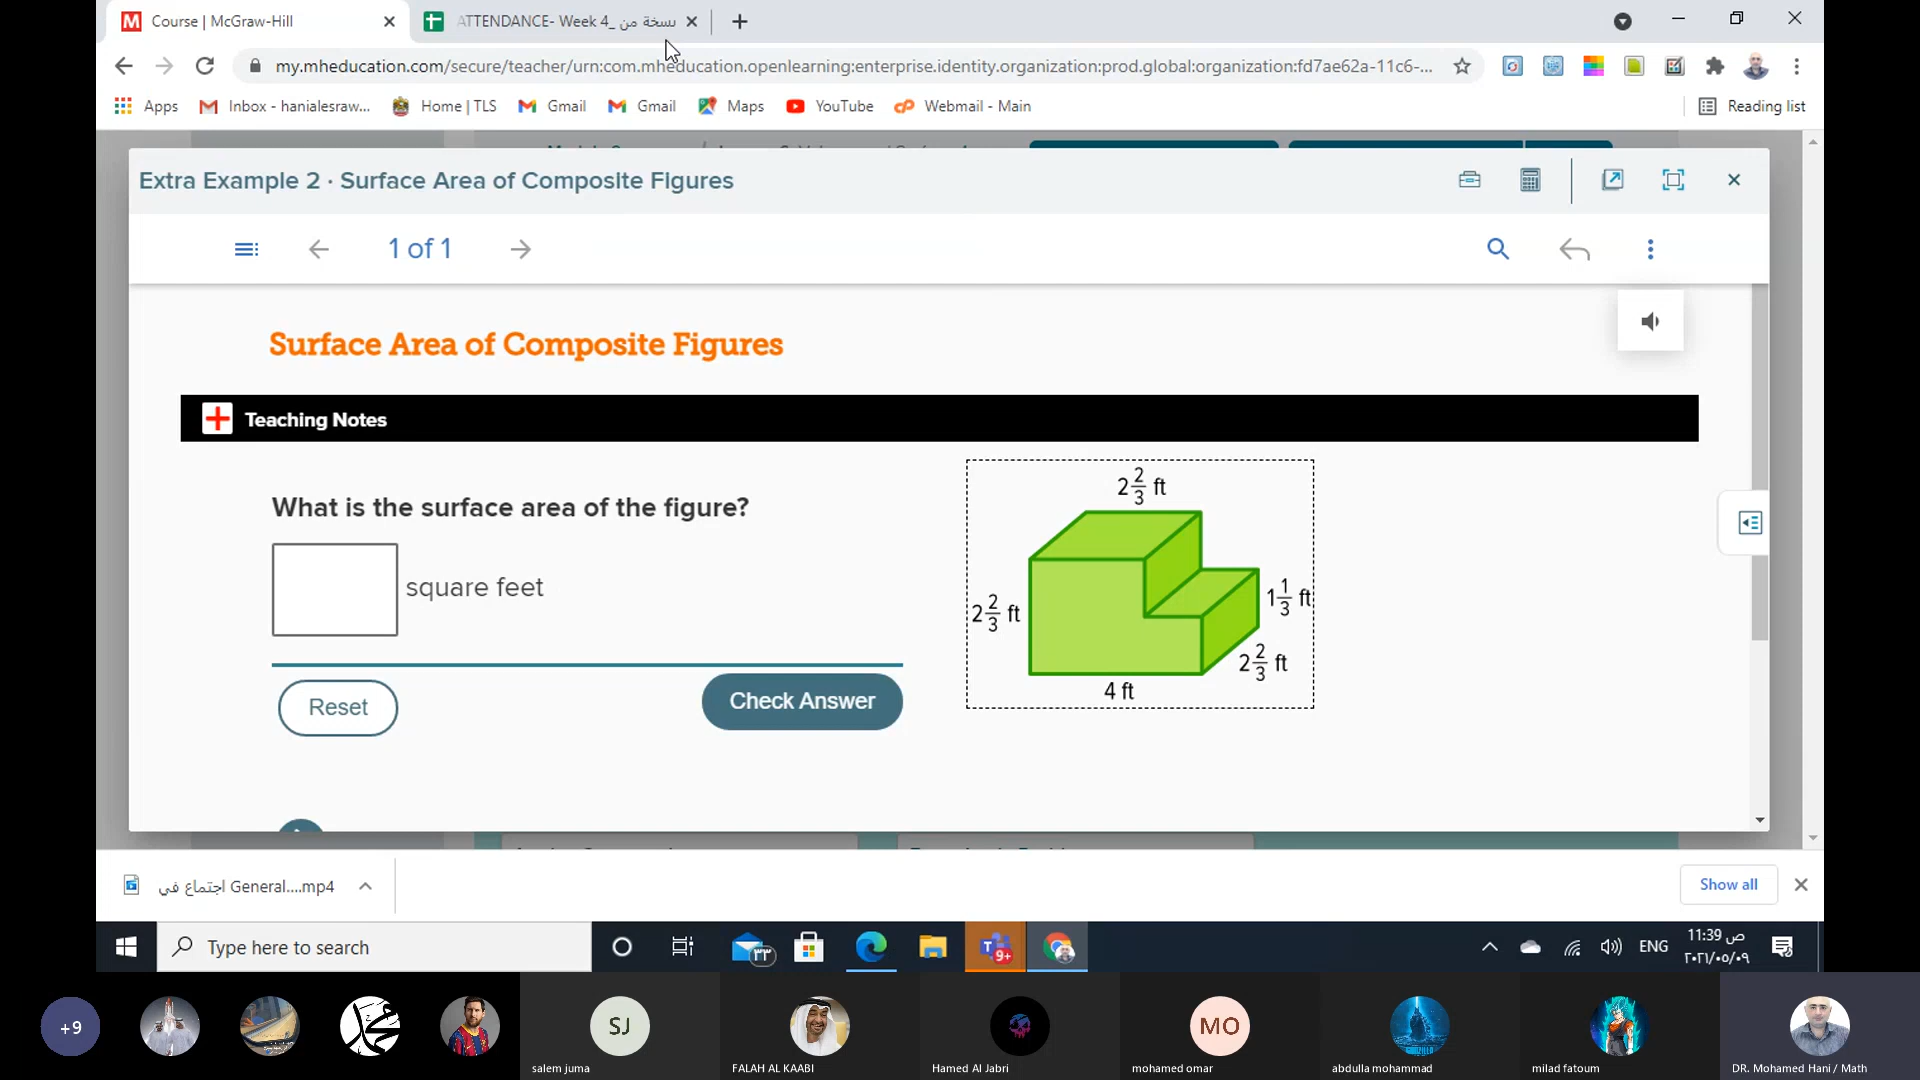 Course | McGraw-Hill
ATTENDANCE- Week 4_ نسخة من
my.mheducation.com/secure/teacher/urn:com.mheducation.openlearning:enterprise.identity.organization:prod.global:organization:fd7ae62a-11c6-...
Apps
Inbox - hanialesraw...
Home | TLS
Gmail
Gmail
Maps
YouTube
Webmail - Main
Reading list
Extra Example 2 · Surface Area of Composite Figures
1 of 1
Surface Area of Composite Figures
Teaching Notes
What is the surface area of the figure?
square feet
Reset
Check Answer
2 2/3 ft
2 2/3 ft
1 1/3 ft
2 2/3 ft
4 ft
اجتماع في General....mp4
Show all
Type here to search
٣٣
9+
ENG
11:39 ص
٢٠٢١/٠٥/٠٩
+9
SJ
salem juma
FALAH AL KAABI
Hamed Al Jabri
MO
mohamed omar
abdulla mohammad
milad fatoum
DR. Mohamed Hani / Math